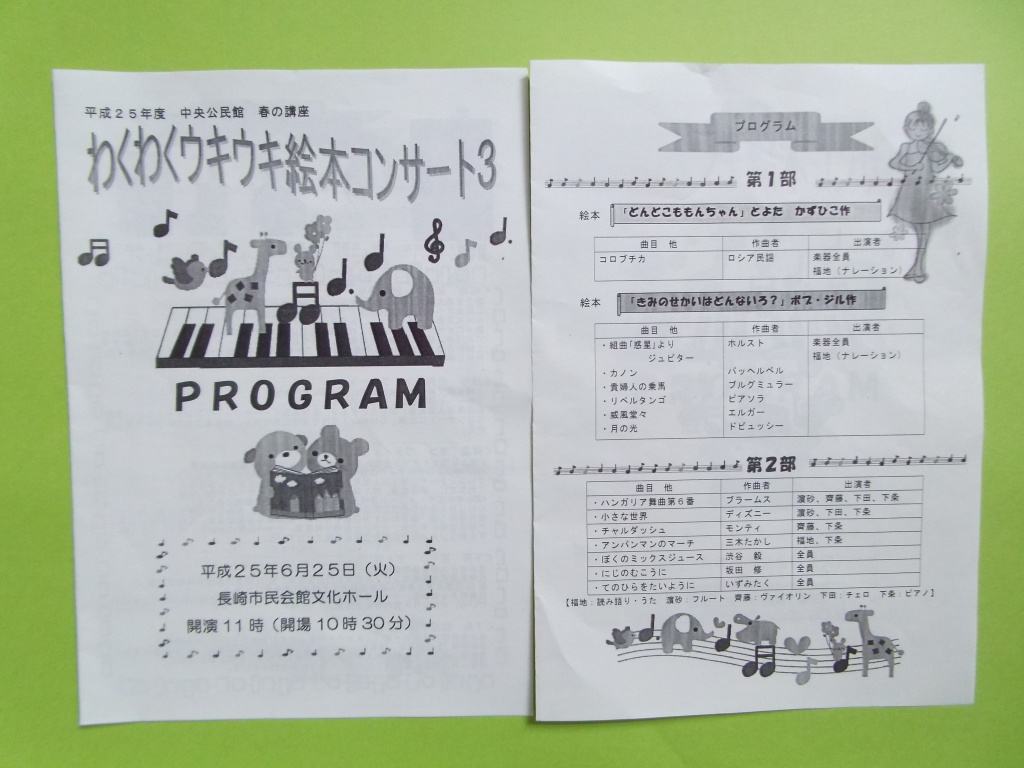 平成25年度　中央公民館　春の講座
わくわくウキウキ絵本コンサート3
PROGRAM
平成25年6月25日（火）
長崎市民会館文化ホール
開演11時（開場10時30分）
プログラム
第1部
絵本　「どんどこももんちゃん」とよた　かずひこ作
曲目　他　作曲者　出演者
コロブチカ　ロシア民謡　楽器全員
福地（ナレーション）
絵本　「きみのせかいはどんないろ？」ボブ・ジル作
曲目　他　作曲者　出演者
・組曲「惑星」より　ホルスト　楽器全員
ジュピター　福地（ナレーション）
・カノン　パッヘルベル
・貴婦人の乗馬　ブルグミュラー
・リベルタンゴ　ピアソラ
・威風堂々　エルガー
・月の光　ドビュッシー
第2部
曲目　他　作曲者　出演者
・ハンガリア舞曲第6番　ブラームス　濵砂、齊藤、下田、下条
・小さな世界　ディズニー　濵砂、下田、下条
・チャルダッシュ　モンティ　齊藤、下条
・アンパンマンのマーチ　三木たかし　福地、下条
・ぼくのミックスジュース　渋谷　毅　全員
・にじのむこうに　坂田　修　全員
・てのひらをたいように　いずみたく　全員
【福地：読み語り・うた　濵砂：フルート　齊藤：ヴァイオリン　下田：チェロ　下条：ピアノ】